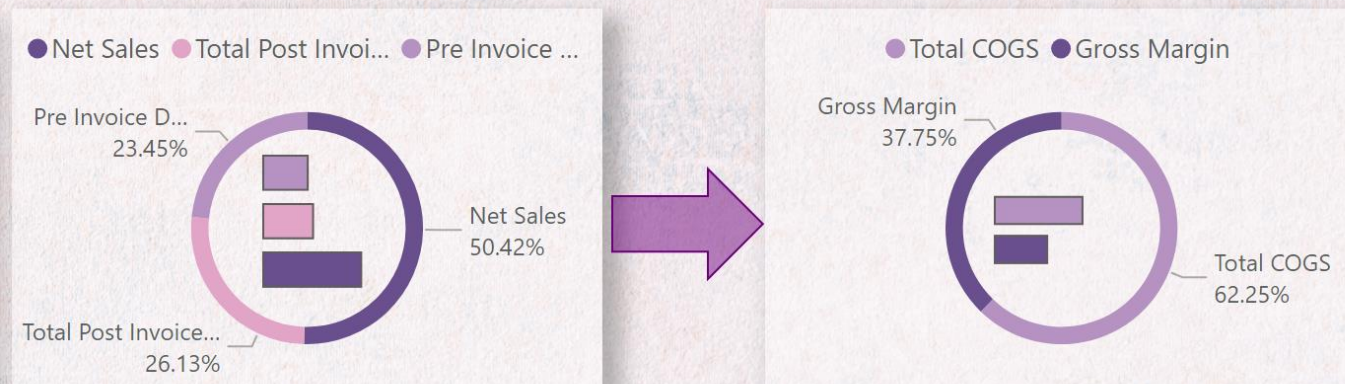 Net Sales Total Post Invoi... Pre Invoice ...
Pre Invoice D...
23.45%
Net Sales
50.42%
Total Post Invoice...
26.13%
Total COGS Gross Margin
Gross Margin
37.75%
Total COGS
62.25%